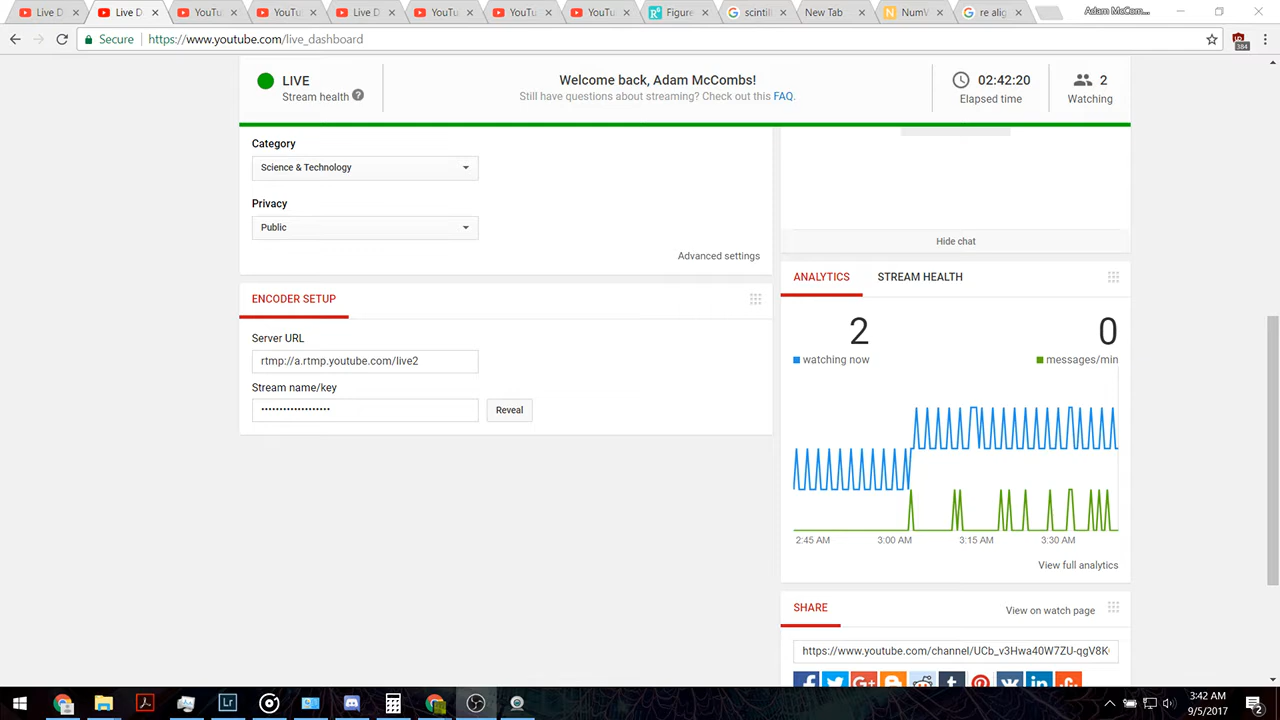 Live D
Live D
YouTu
YouTu
Live D
YouTu
YouTu
YouTu
Figure
scintill
New Tab
NumW
re alig
Adam McCom...
Secure
https://www.youtube.com/live_dashboard
384
LIVE
Stream health
Welcome back, Adam McCombs!
Still have questions about streaming? Check out this FAQ.
02:42:20
Elapsed time
2
Watching
Category
Science & Technology
Privacy
Public
Advanced settings
ENCODER SETUP
Server URL
rtmp://a.rtmp.youtube.com/live2
Stream name/key
••••••••••••••••••• Reveal
Hide chat
ANALYTICS STREAM HEALTH
2 0
watching now messages/min
2:45 AM 3:00 AM 3:15 AM 3:30 AM
View full analytics
SHARE View on watch page
https://www.youtube.com/channel/UCb_v3Hwa40W7ZU-qgV8K
Lr
3:42 AM
9/5/2017
2